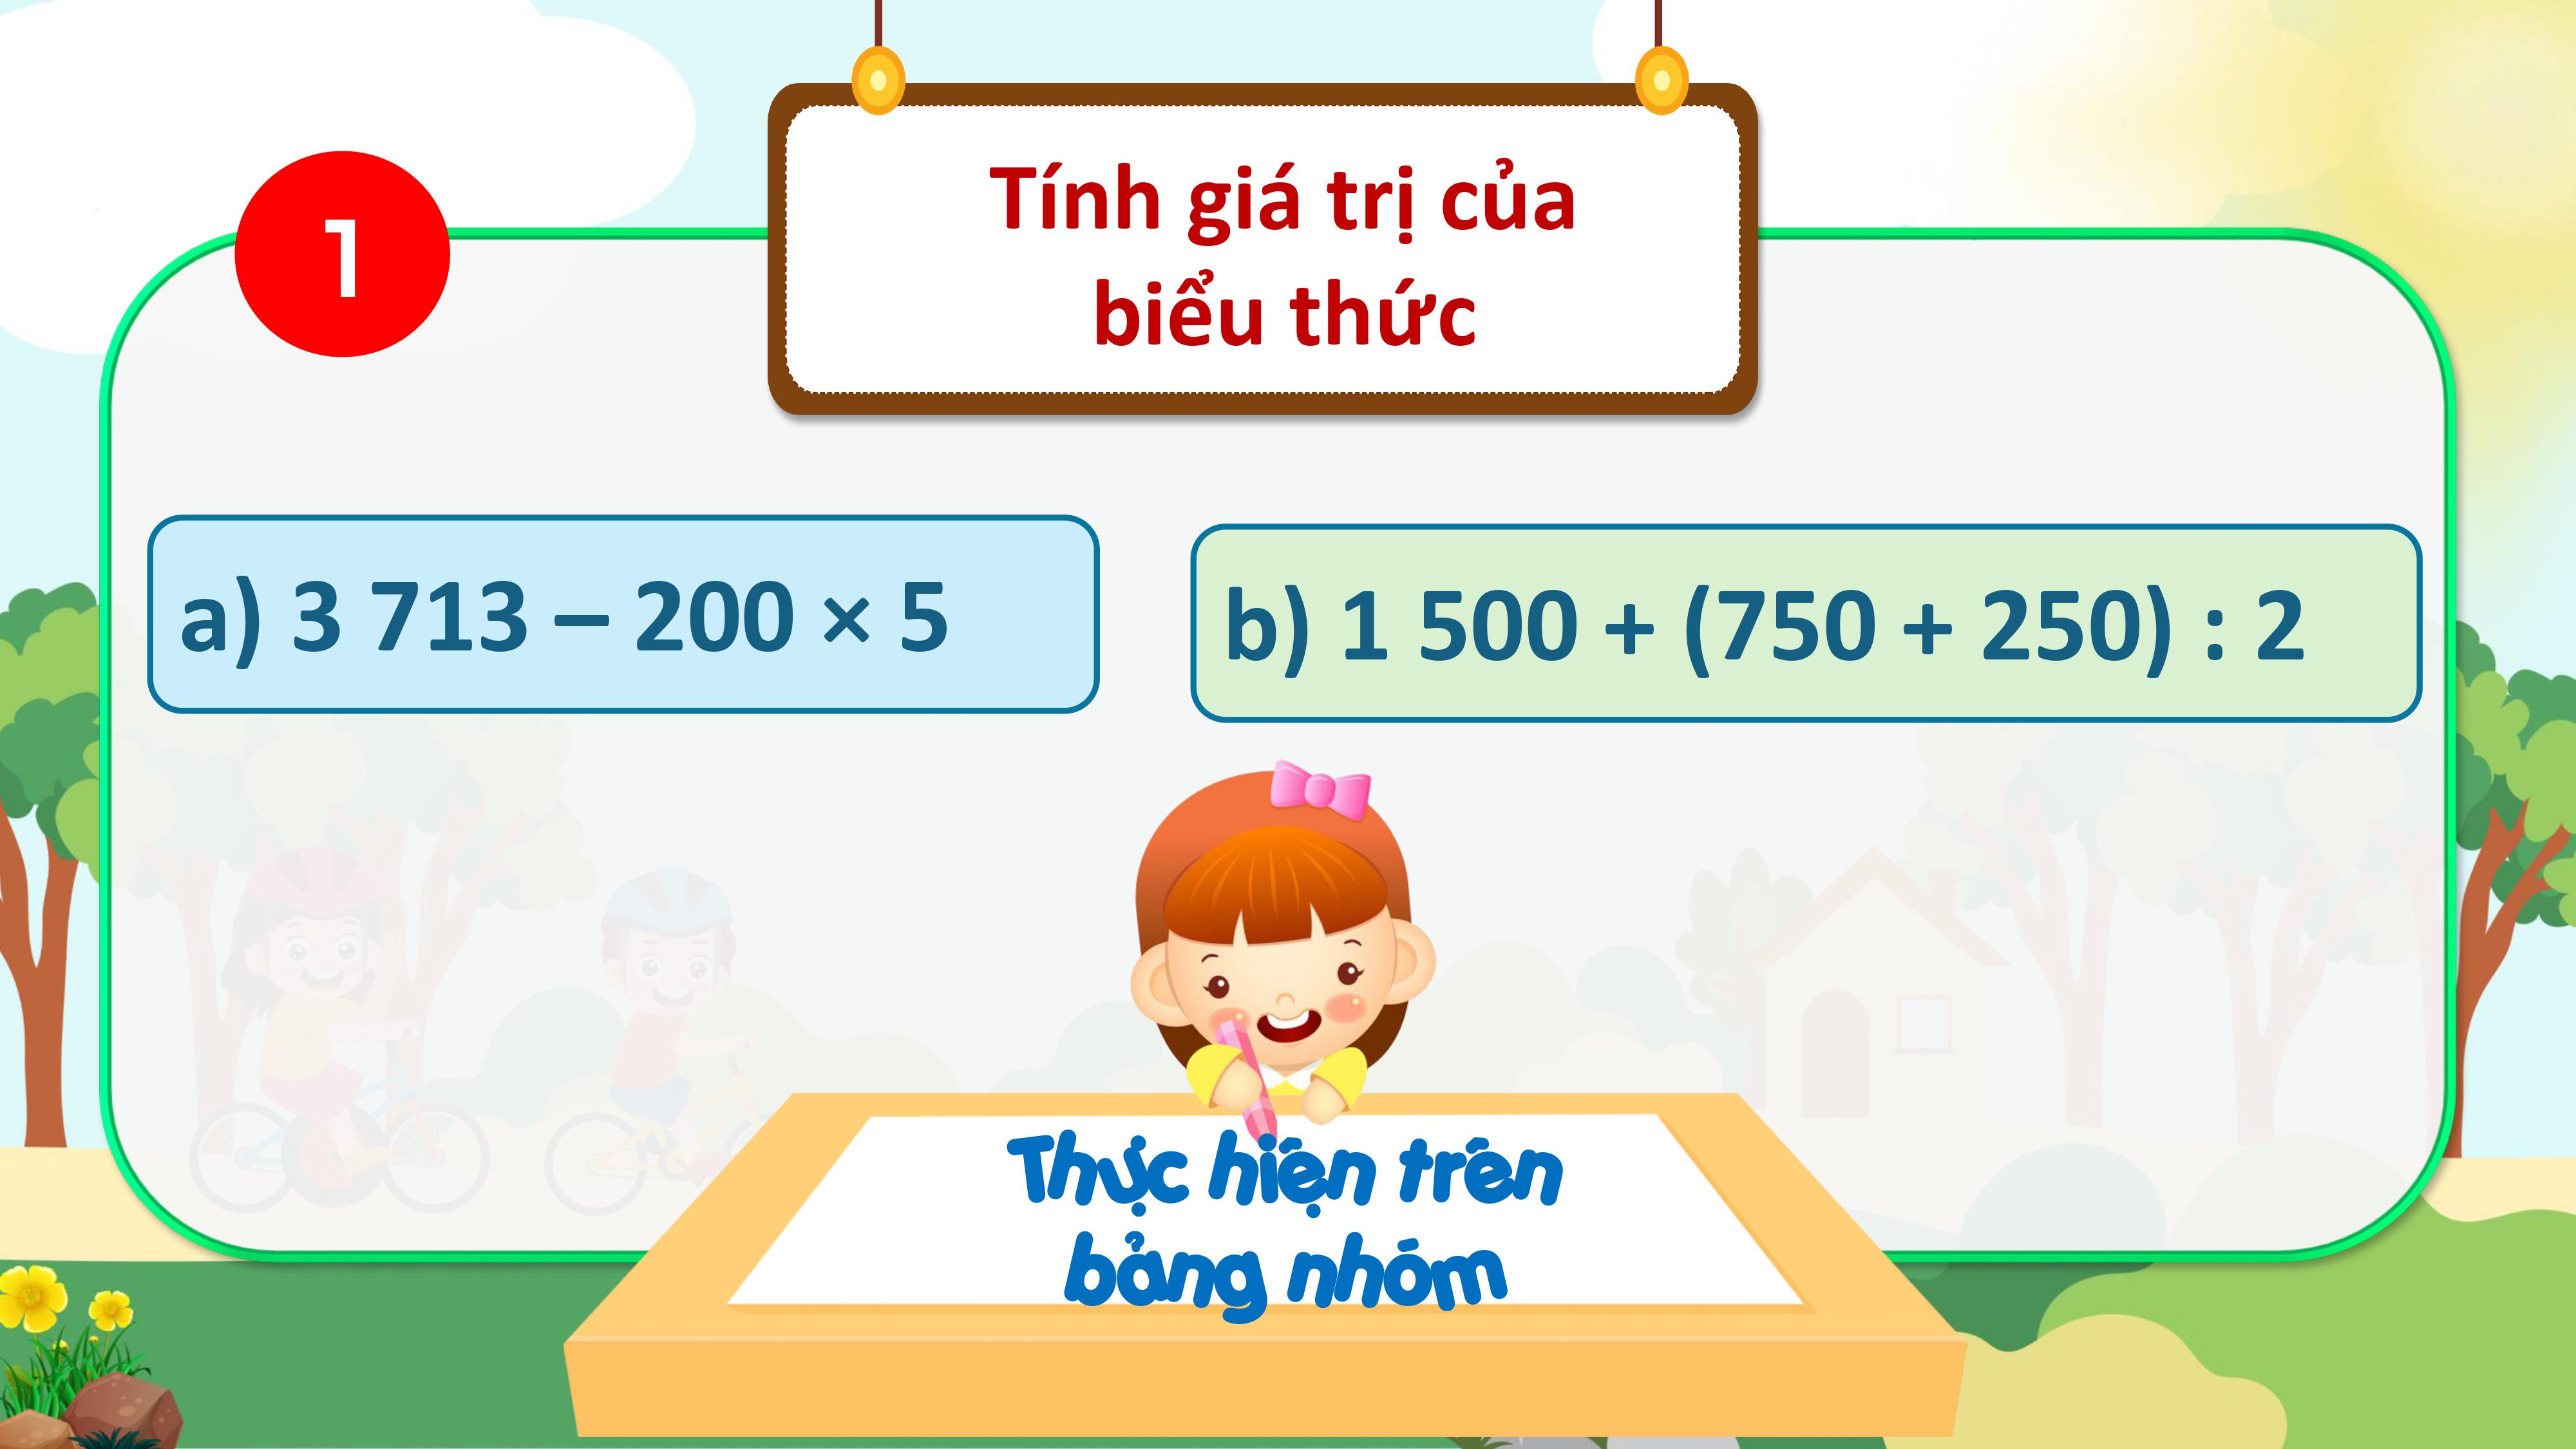 1
Tính giá trị của
biểu thức
a) 3 713 – 200 × 5
b) 1 500 + (750 + 250) : 2
Thực hiện trên
bảng nhóm